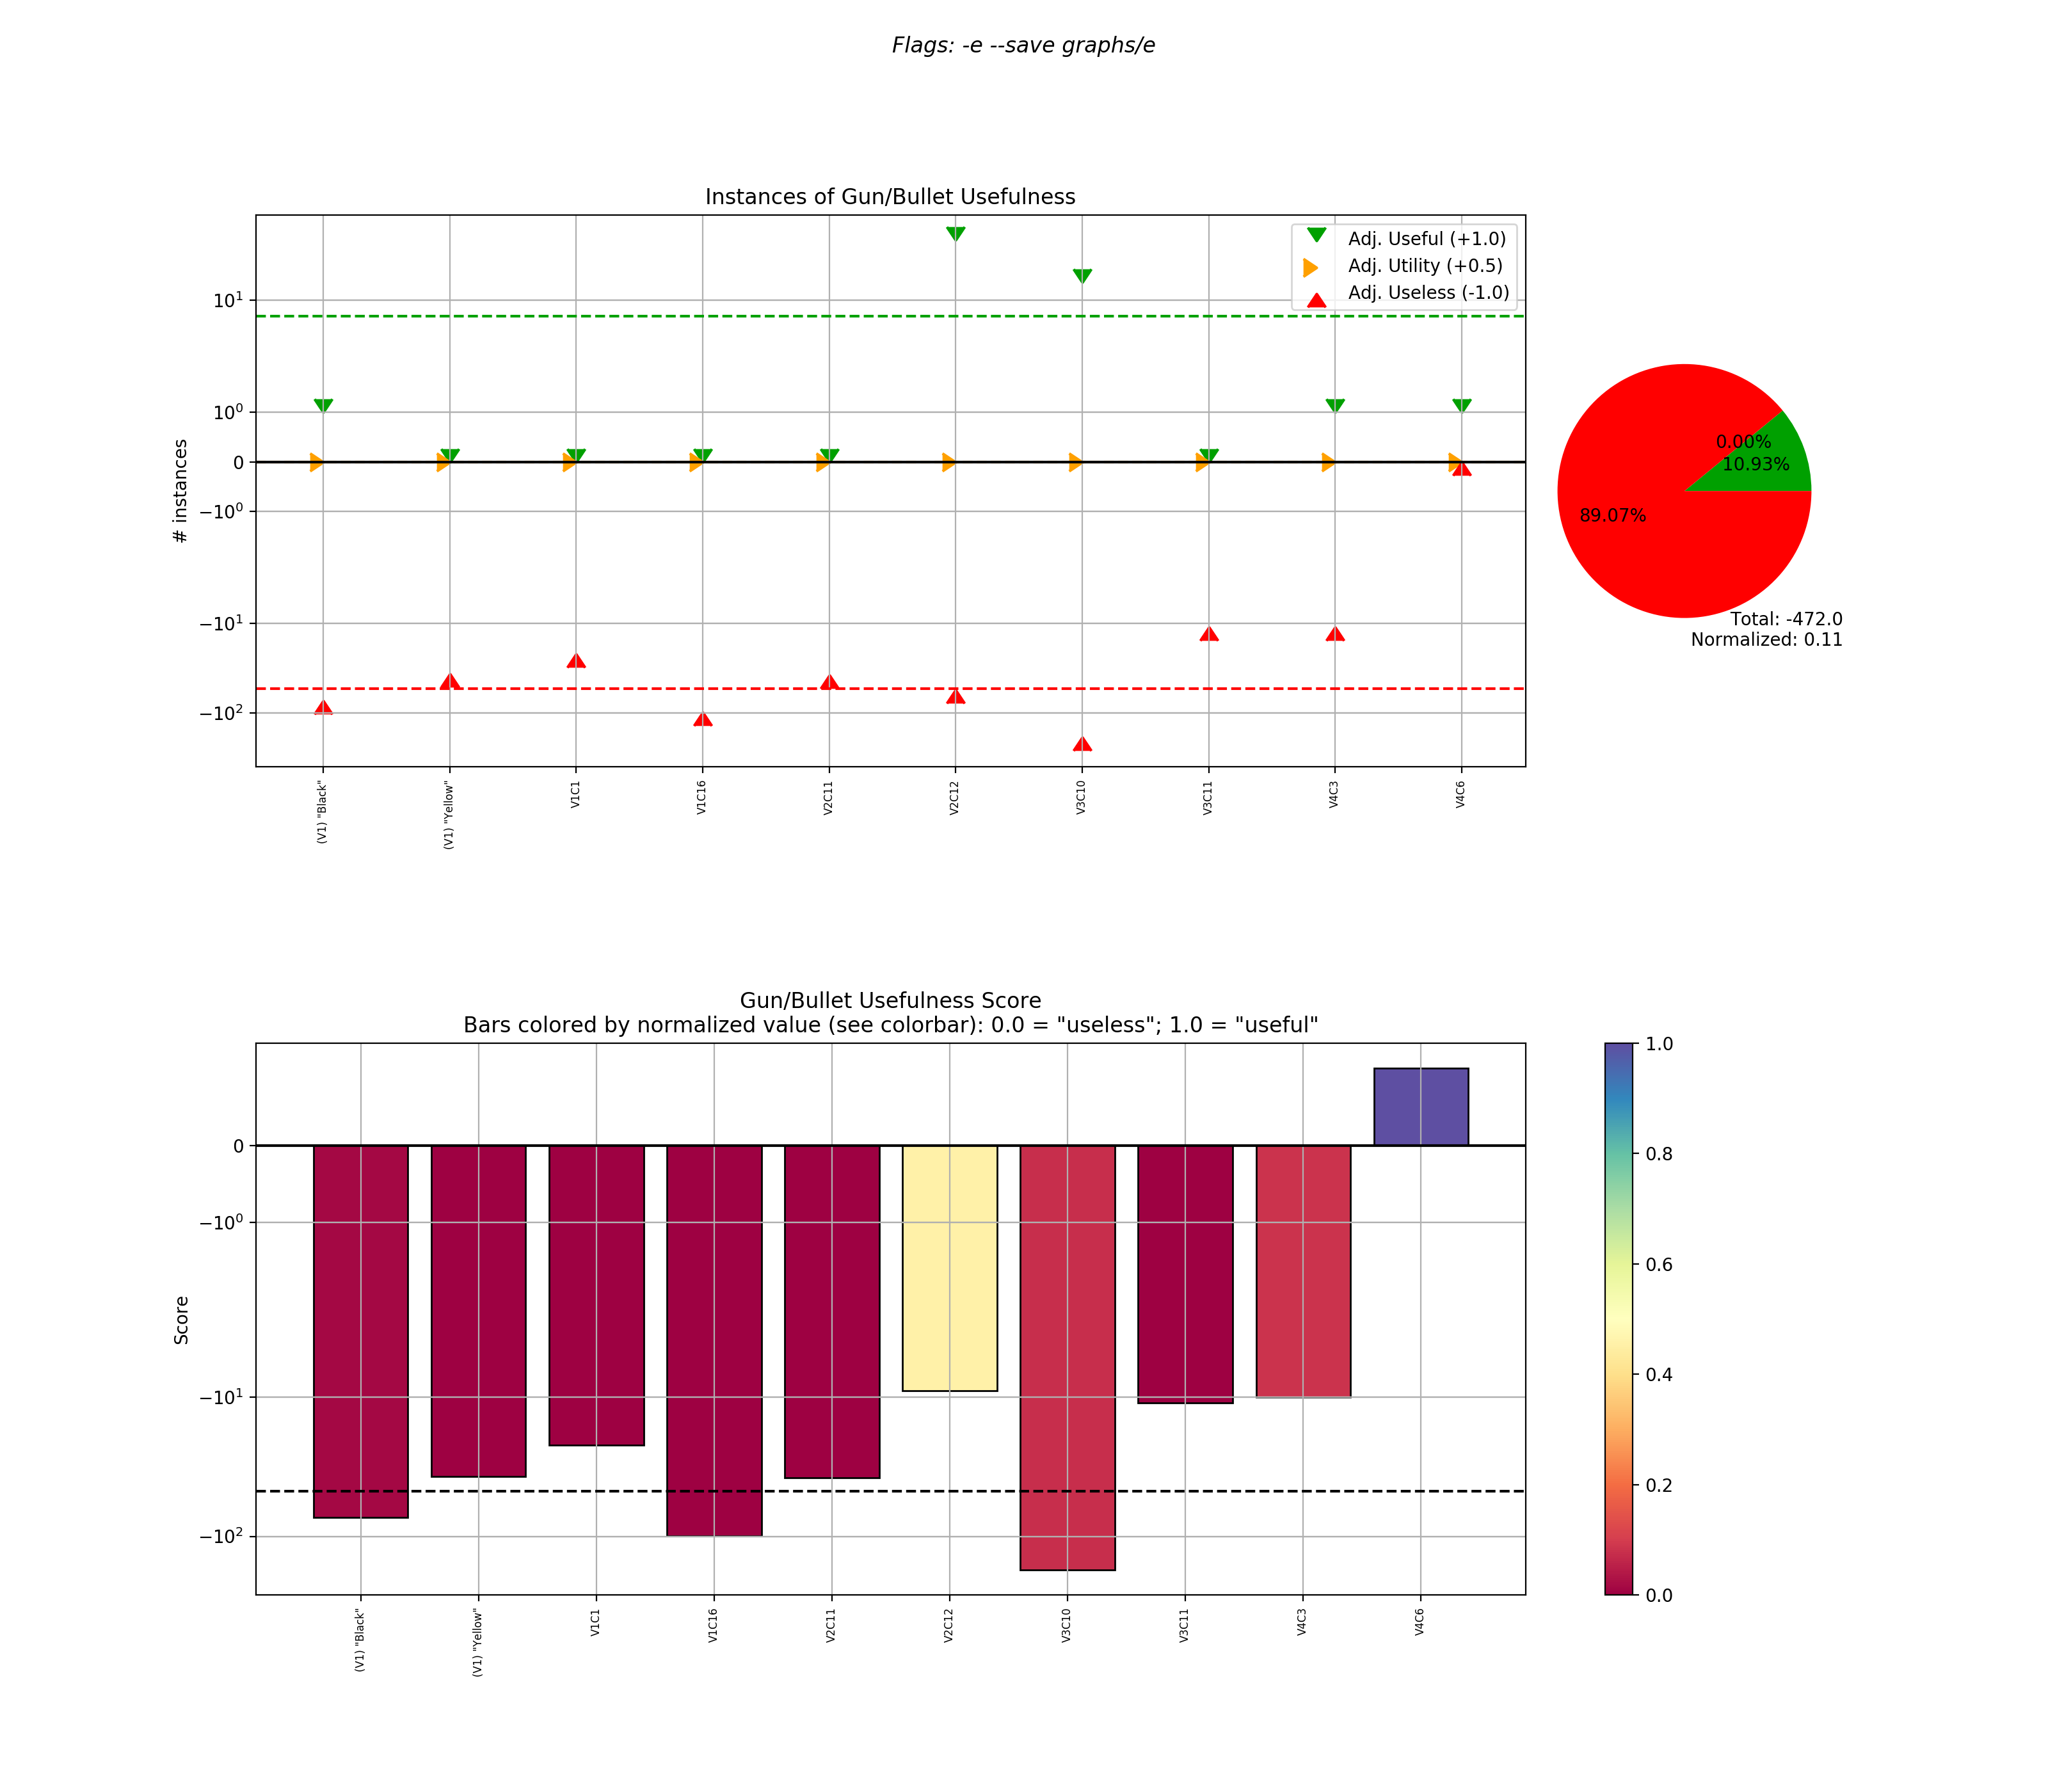 Flags: -e --save graphs/e
Instances of Gun/Bullet Usefulness
Adj. Useful (+1.0)
Adj. Utility (+0.5)
Adj. Useless (-1.0)
# instances
10¹
10⁰
0
−10⁰
−10¹
−10²
(V1) "Black"
(V1) "Yellow"
V1C1
V1C16
V2C11
V2C12
V3C10
V3C11
V4C3
V4C6
0.00%
10.93%
89.07%
Total: -472.0
Normalized: 0.11
Gun/Bullet Usefulness Score
Bars colored by normalized value (see colorbar): 0.0 = "useless"; 1.0 = "useful"
Score
0
−10⁰
−10¹
−10²
(V1) "Black"
(V1) "Yellow"
V1C1
V1C16
V2C11
V2C12
V3C10
V3C11
V4C3
V4C6
1.0
0.8
0.6
0.4
0.2
0.0